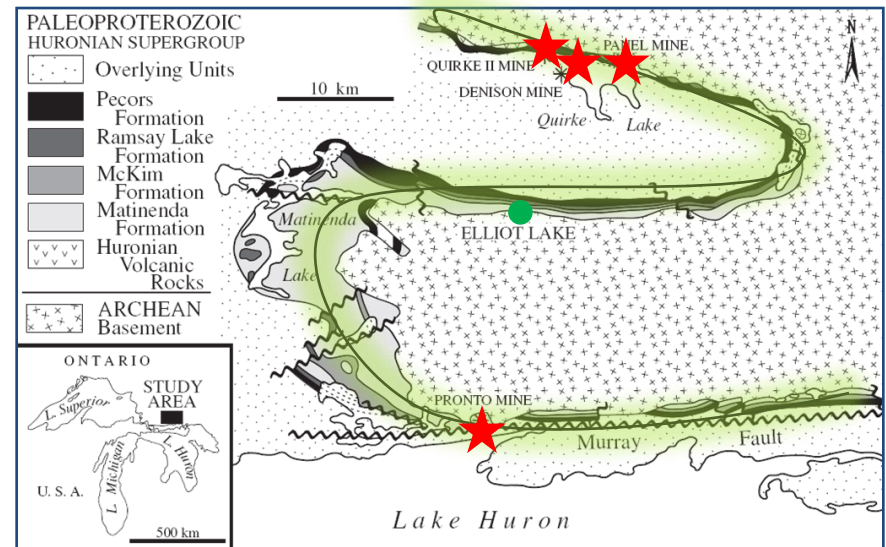 PALEOPROTEROZOIC
HURONIAN SUPERGROUP
Overlying Units
Pecors
Formation
Ramsay Lake
Formation
McKim
Formation
Matinenda
Formation
Huronian
Volcanic
Rocks
ARCHEAN
Basement
10 km
QUIRKE II MINE
PANEL MINE
DENISON MINE
Quirke
Lake
N
Matinenda
Lake
ELLIOT LAKE
PRONTO MINE
Murray
Fault
Lake Huron
ONTARIO
STUDY
AREA
L. Superior
L. Michigan
L. Huron
U. S. A.
500 km